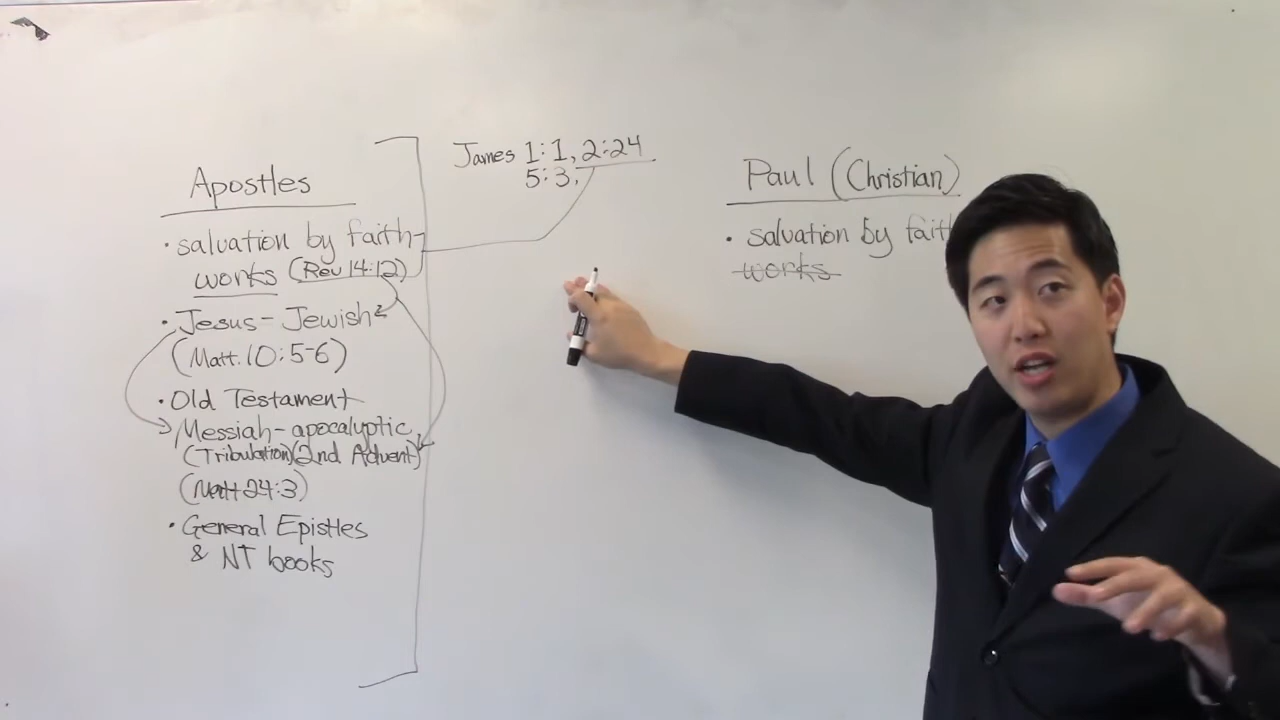 Apostles
• salvation by faith-
works (Rev 14:12)
• Jesus - Jewish
(Matt. 10:5-6)
• Old Testament
Messiah - apocalyptic
(Tribulation)(2nd Advent)
(Matt 24:3)
• General Epistles
& NT books
James 1:1, 2:24
5:3,
Paul (Christian)
• salvation by faith
works